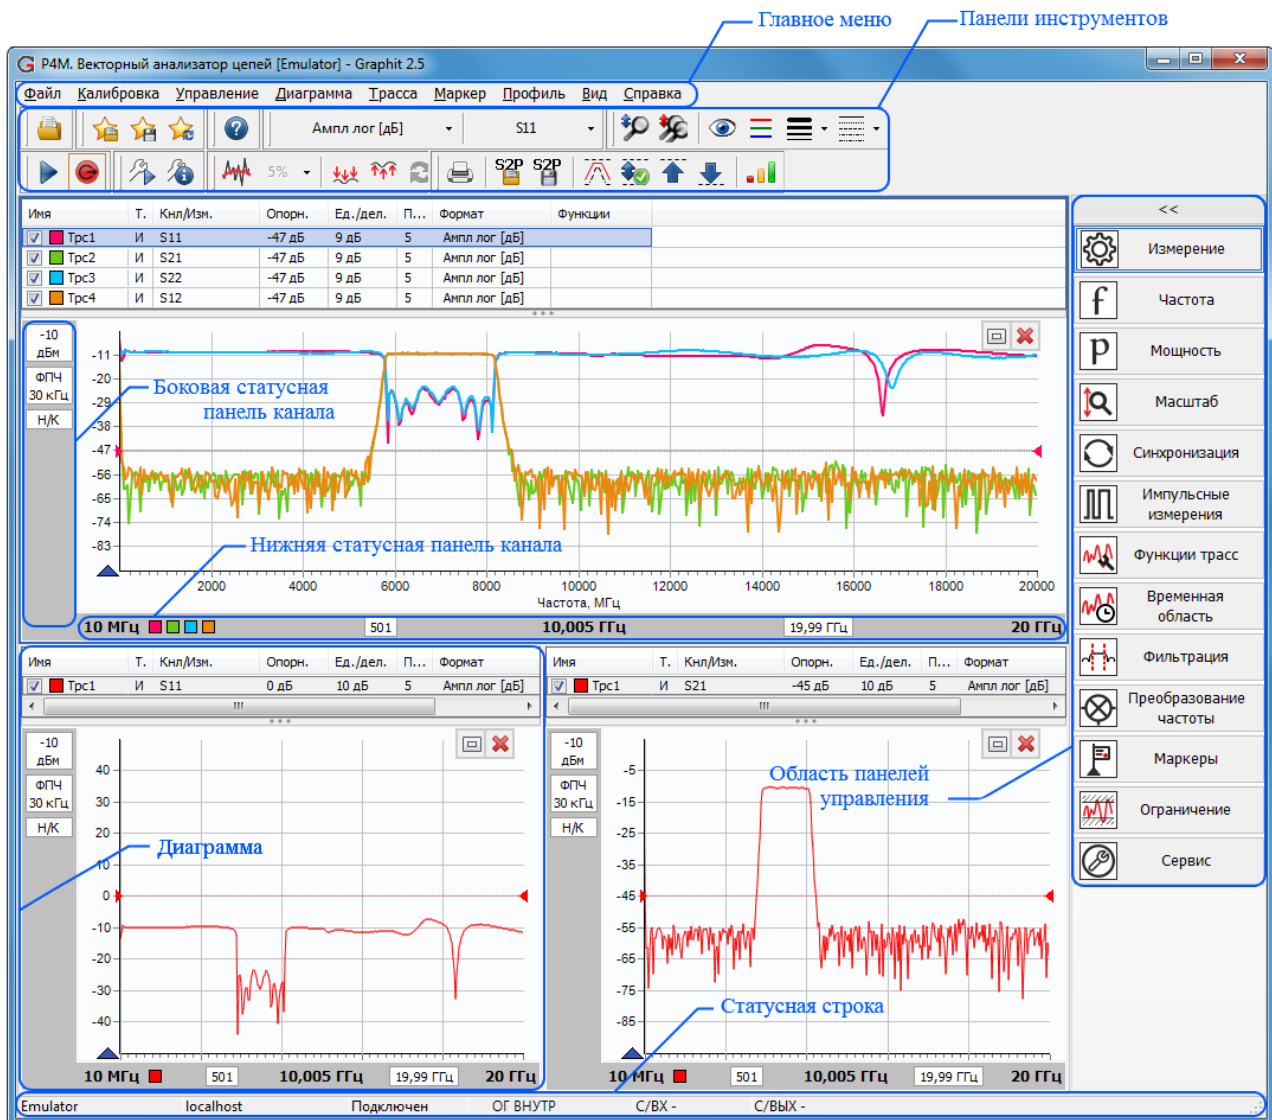 Главное меню
Панели инструментов
Р4М. Векторный анализатор цепей [Emulator] - Graphit 2.5
Файл Калибровка Управление Диаграмма Трасса Маркер Профиль Вид Справка
Ампл лог [дБ] S11
5% S2P S2P
Имя Т. Кнл/Изм. Опорн. Ед./дел. П... Формат Функции
Трс1 И S11 -47 дБ 9 дБ 5 Ампл лог [дБ]
Трс2 И S21 -47 дБ 9 дБ 5 Ампл лог [дБ]
Трс3 И S22 -47 дБ 9 дБ 5 Ампл лог [дБ]
Трс4 И S12 -47 дБ 9 дБ 5 Ампл лог [дБ]
-10
дБм
ФПЧ
30 кГц
Н/К
-11
-20
-29
-38
-47
-56
-65
-74
-83
Боковая статусная
панель канала
Нижняя статусная панель канала
2000 4000 6000 8000 10000 12000 14000 16000 18000 20000
Частота, МГц
10 МГц 501 10,005 ГГц 19,99 ГГц 20 ГГц
<<
Измерение
f Частота
p Мощность
Масштаб
Синхронизация
Импульсные
измерения
Функции трасс
Временная
область
Фильтрация
Преобразование
частоты
Маркеры
Ограничение
Сервис
Имя Т. Кнл/Изм. Опорн. Ед./дел. П... Формат
Трс1 И S11 0 дБ 10 дБ 5 Ампл лог [дБ]
-10
дБм
ФПЧ
30 кГц
Н/К
40
30
20
10
0
-10
-20
-30
-40
Диаграмма
10 МГц 501 10,005 ГГц 19,99 ГГц 20 ГГц
Имя Т. Кнл/Изм. Опорн. Ед./дел. П... Формат
Трс1 И S21 -45 дБ 10 дБ 5 Ампл лог [дБ]
-10
дБм
ФПЧ
30 кГц
Н/К
-5
-15
-25
-35
-45
-55
-65
-75
-85
Область панелей
управления
Статусная строка
10 МГц 501 10,005 ГГц 19,99 ГГц 20 ГГц
Emulator localhost Подключен ОГ ВНУТР С/ВХ - С/ВЫХ -